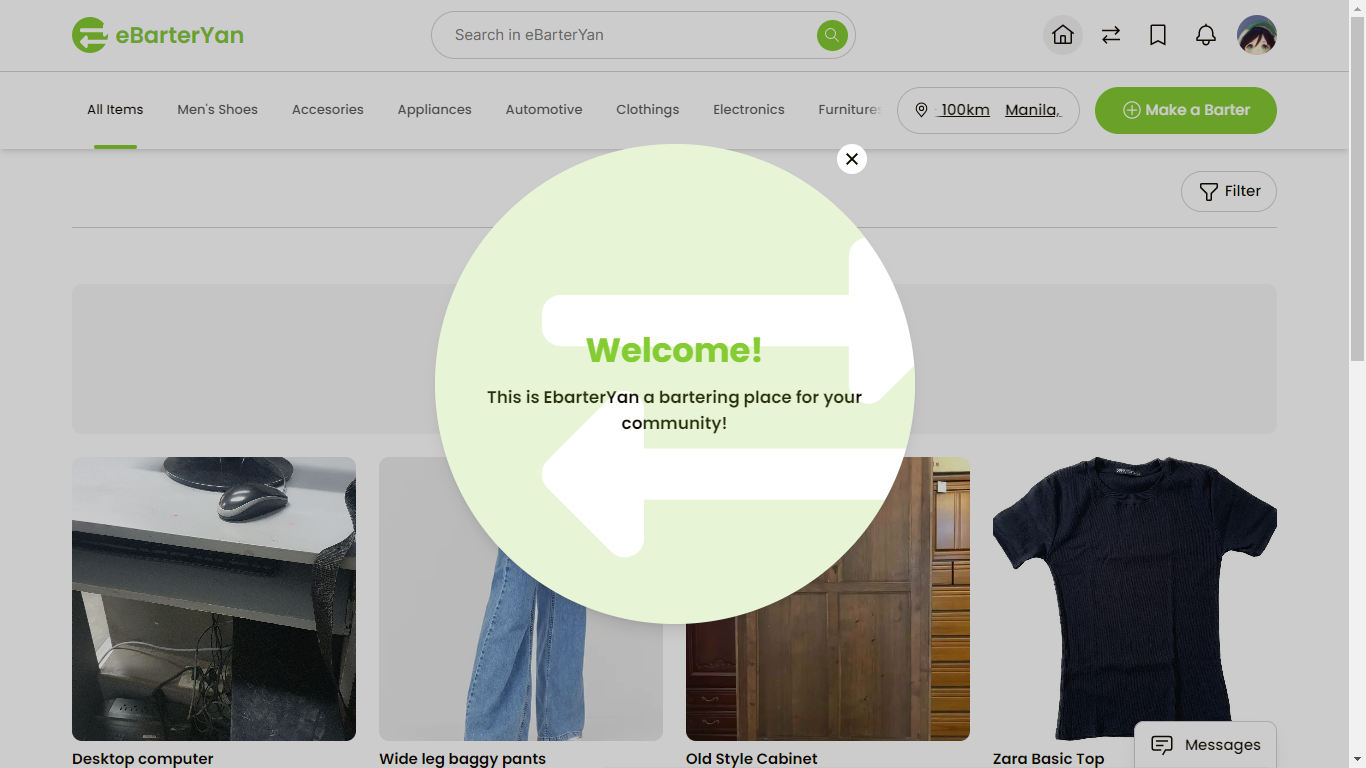 eBarterYan
Search in eBarterYan
All Items
Men's Shoes
Accesories
Appliances
Automotive
Clothings
Electronics
Furnitures
100km
Manila,
Make a Barter
Filter
Welcome!
This is EbarterYan a bartering place for your
community!
Desktop computer
Wide leg baggy pants
Old Style Cabinet
Zara Basic Top
Messages